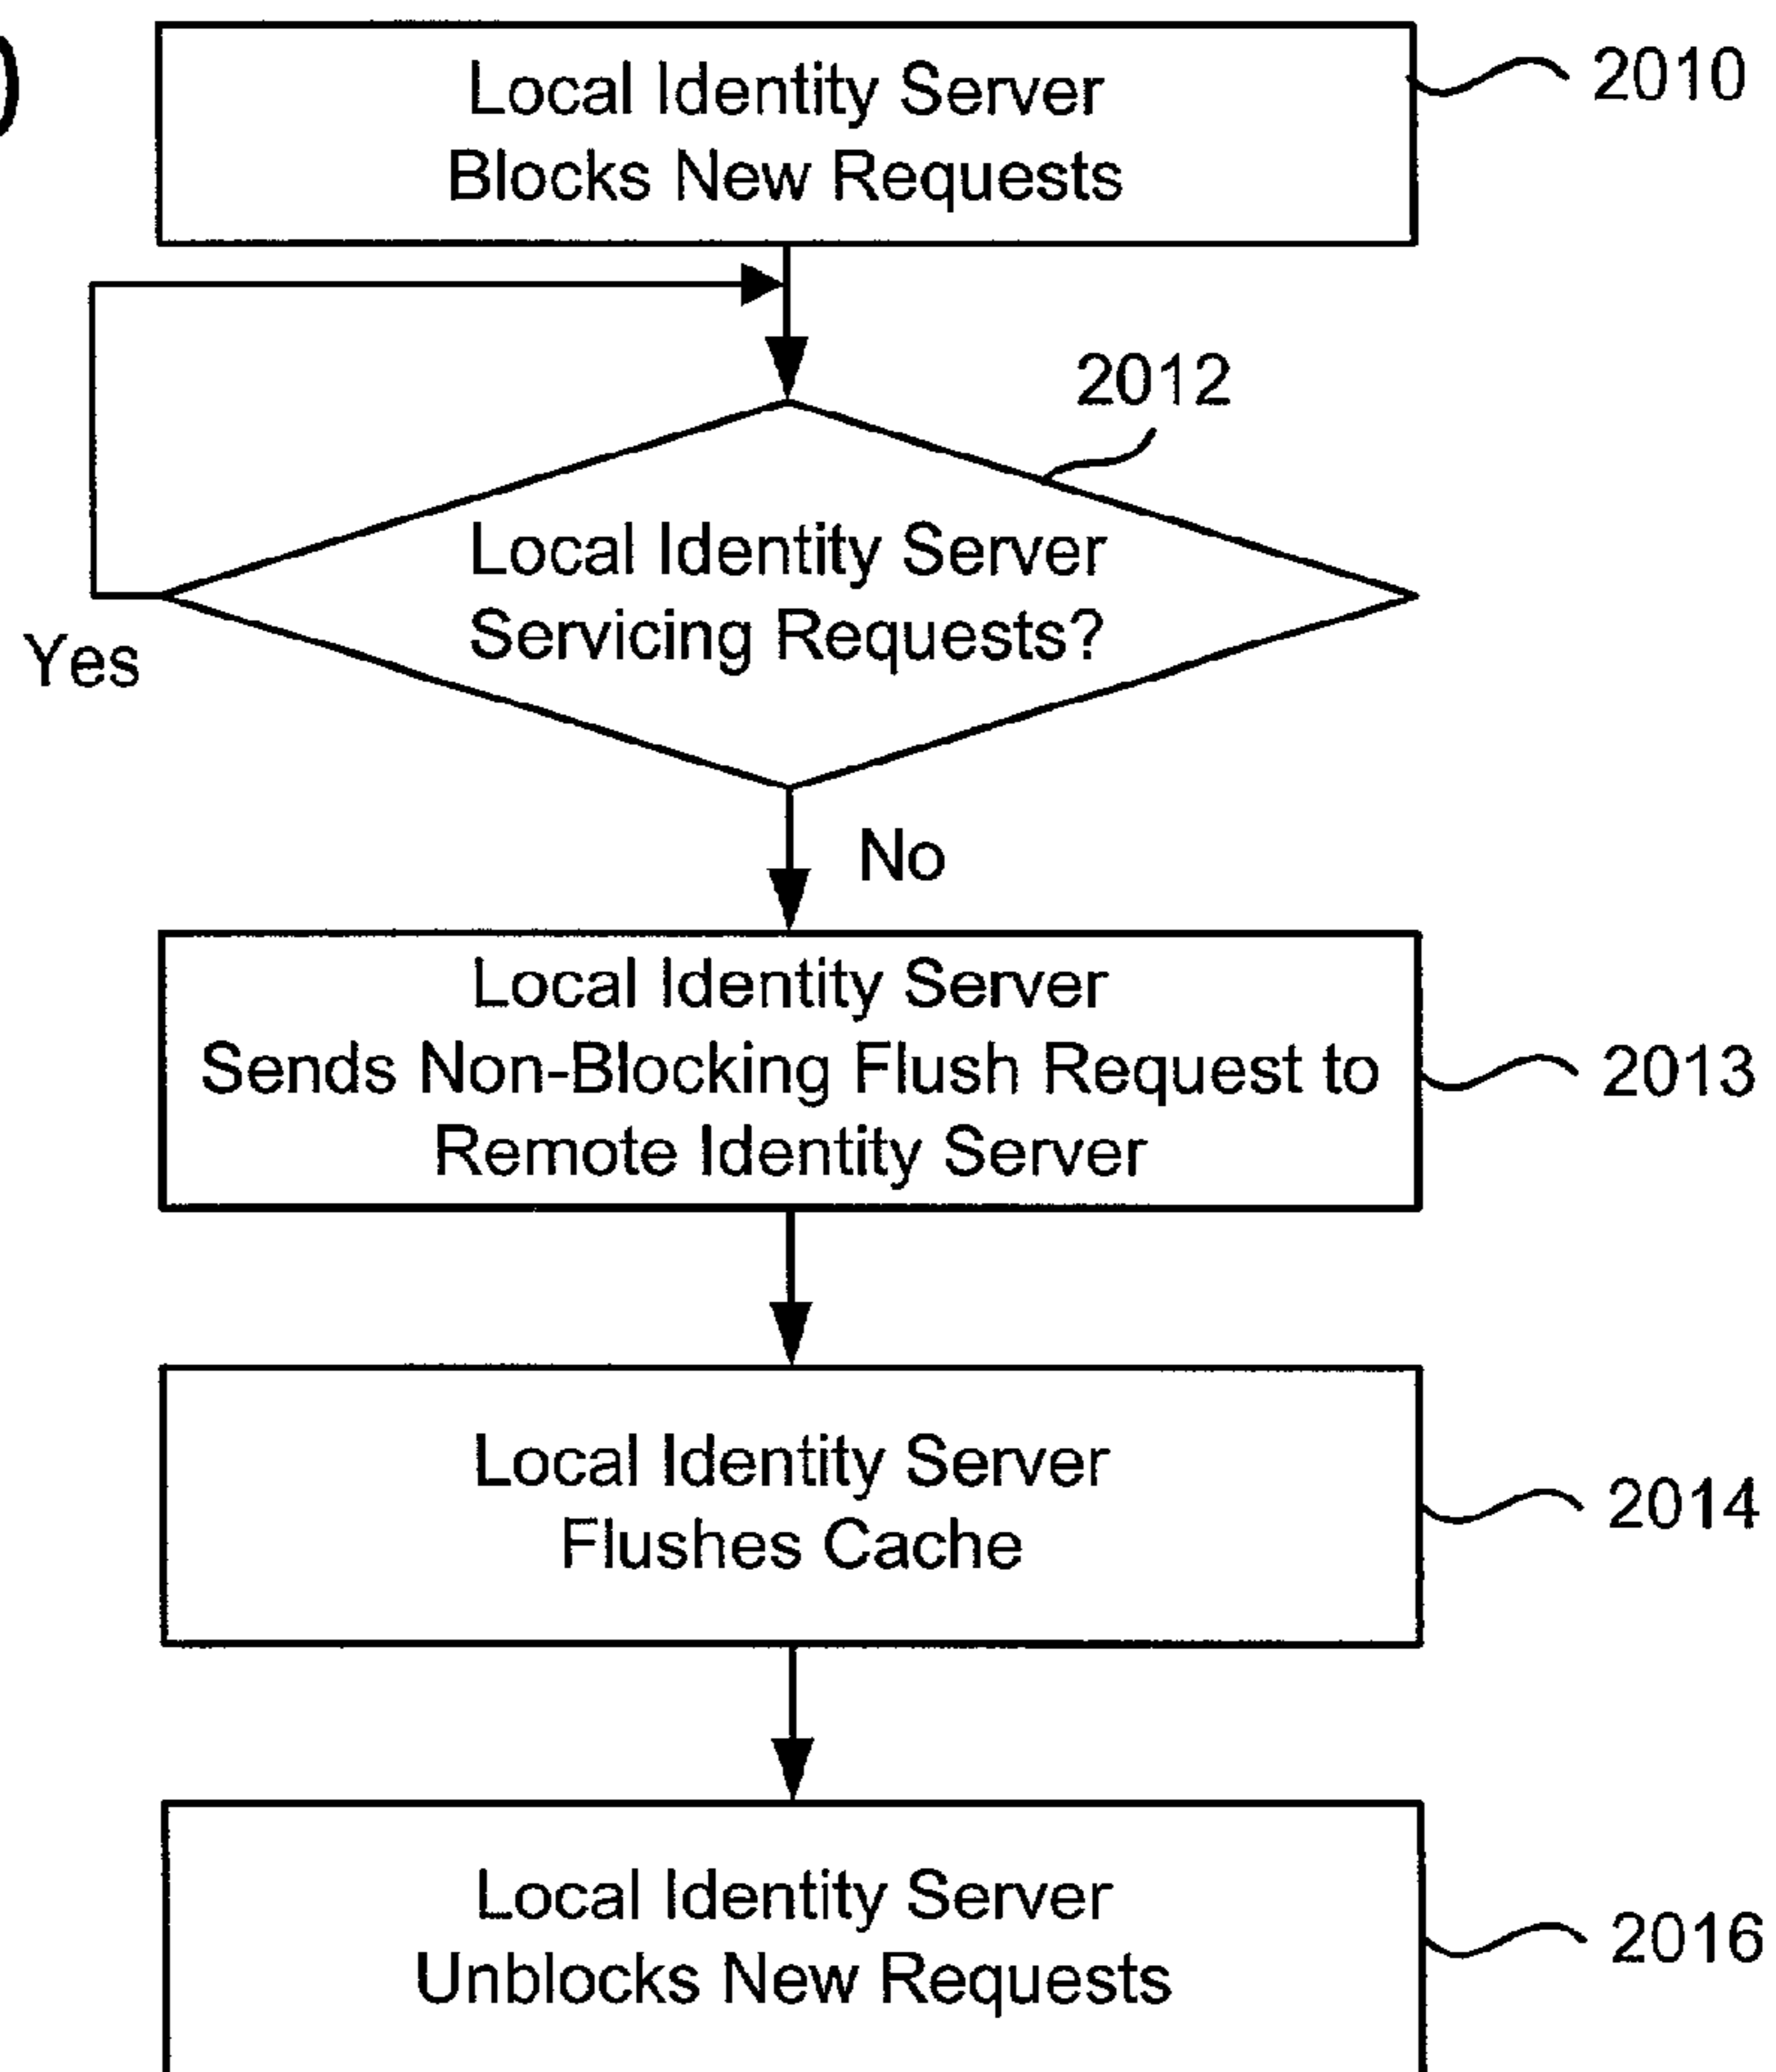 Local Identity Server
Blocks New Requests
2010
2012
Local Identity Server
Servicing Requests?
Yes
No
Local Identity Server
Sends Non-Blocking Flush Request to
Remote Identity Server
2013
Local Identity Server
Flushes Cache
2014
Local Identity Server
Unblocks New Requests
2016